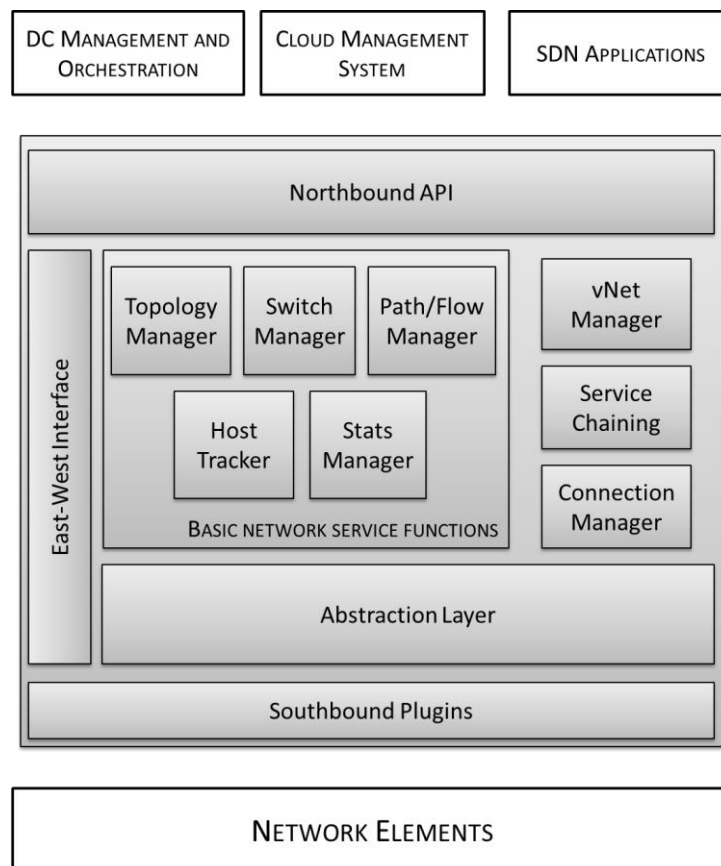 DC MANAGEMENT AND
ORCHESTRATION
CLOUD MANAGEMENT
SYSTEM
SDN APPLICATIONS
Northbound API
East-West Interface
Topology
Manager
Switch
Manager
Path/Flow
Manager
Host
Tracker
Stats
Manager
BASIC NETWORK SERVICE FUNCTIONS
vNet
Manager
Service
Chaining
Connection
Manager
Abstraction Layer
Southbound Plugins
NETWORK ELEMENTS